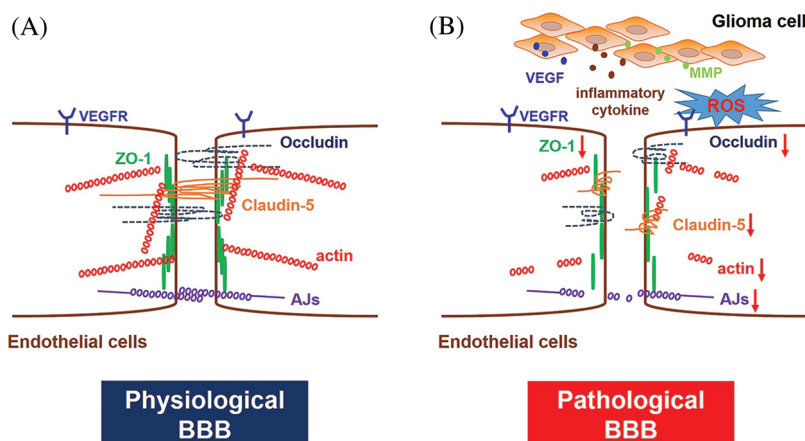 (A)
VEGFR
Occludin
ZO-1
Claudin-5
actin
AJs
Endothelial cells
Physiological
BBB
(B)
Glioma cell
VEGF
MMP
inflammatory
cytokine
ROS
VEGFR
ZO-1
Occludin
Claudin-5
actin
AJs
Endothelial cells
Pathological
BBB